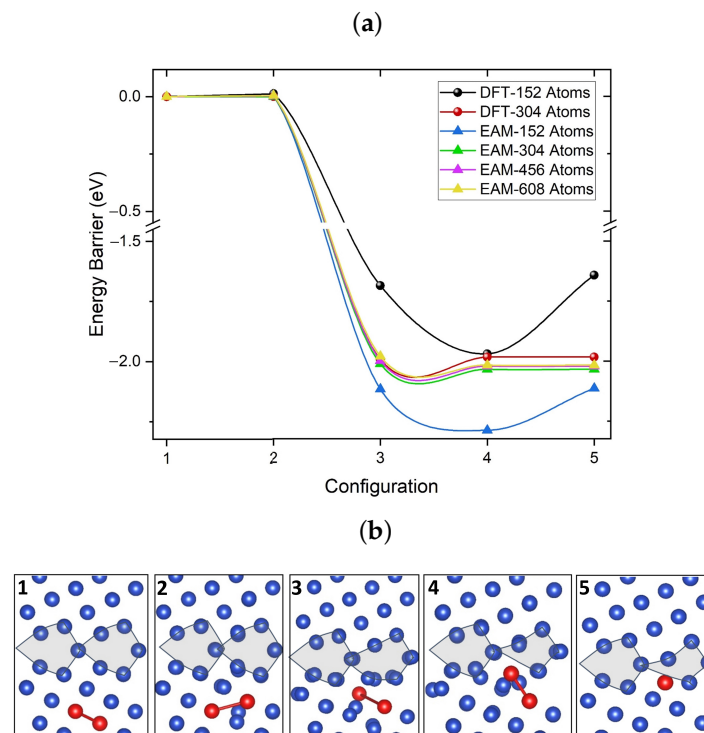 (a)
0.0
−0.5
−1.5
−2.0
Energy Barrier (eV)
DFT-152 Atoms
DFT-304 Atoms
EAM-152 Atoms
EAM-304 Atoms
EAM-456 Atoms
EAM-608 Atoms
1 2 3 4 5
Configuration
(b)
1 2 3 4 5